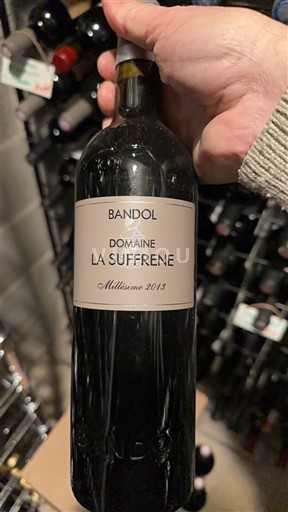 BANDOL
DOMAINE
LA SUFFRENE
Millésime 2013